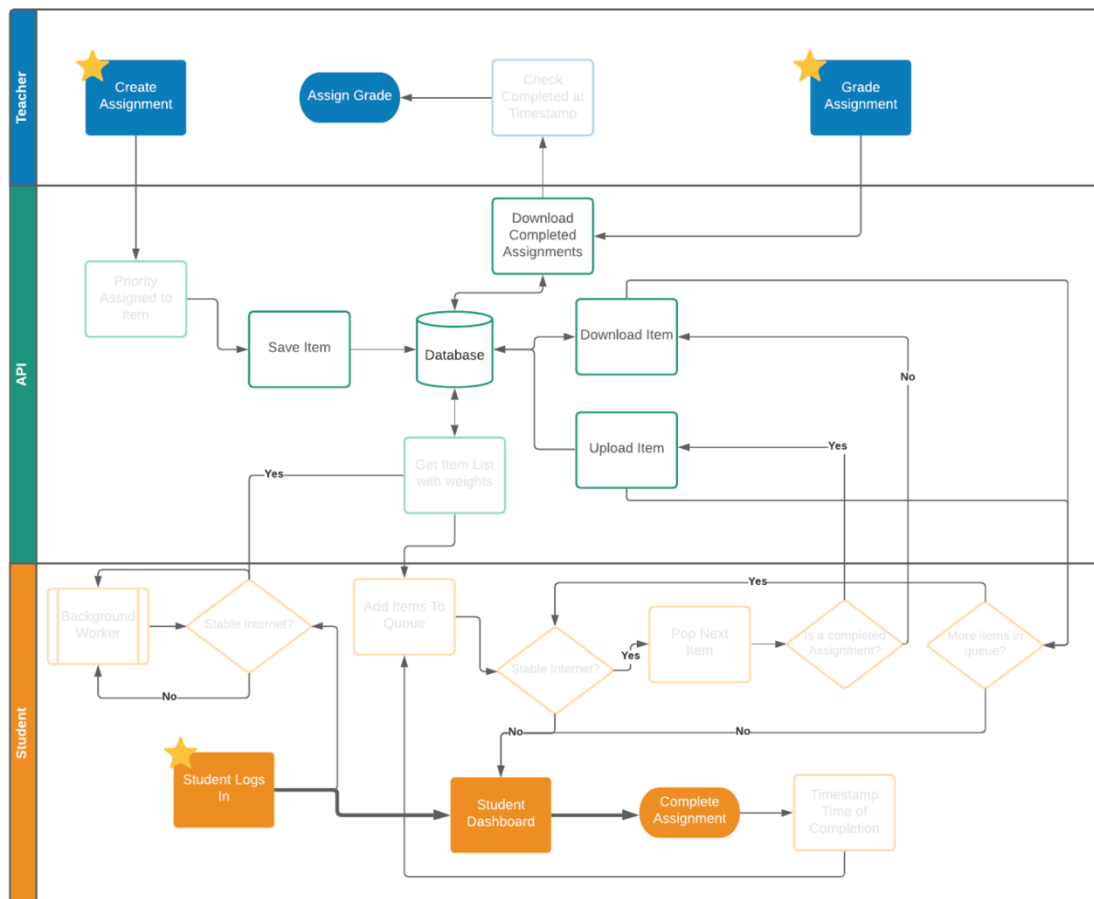 Teacher
Create
Assignment
Assign Grade
Check
Completed at
Timestamp
Grade
Assignment
API
Download
Completed
Assignments
Priority
Assigned to
item
Save Item
Database
Download Item
No
Upload Item
Yes
Get Item List
with weights
Yes
Student
Background
Worker
Stable Internet?
No
Add Items To
Queue
Stable Internet?
Yes
Pop Next
Item
Is a completed
Assignment?
More items in
queue?
Yes
No
No
Student Logs
In
Student
Dashboard
Complete
Assignment
Timestamp
Time of
Completion